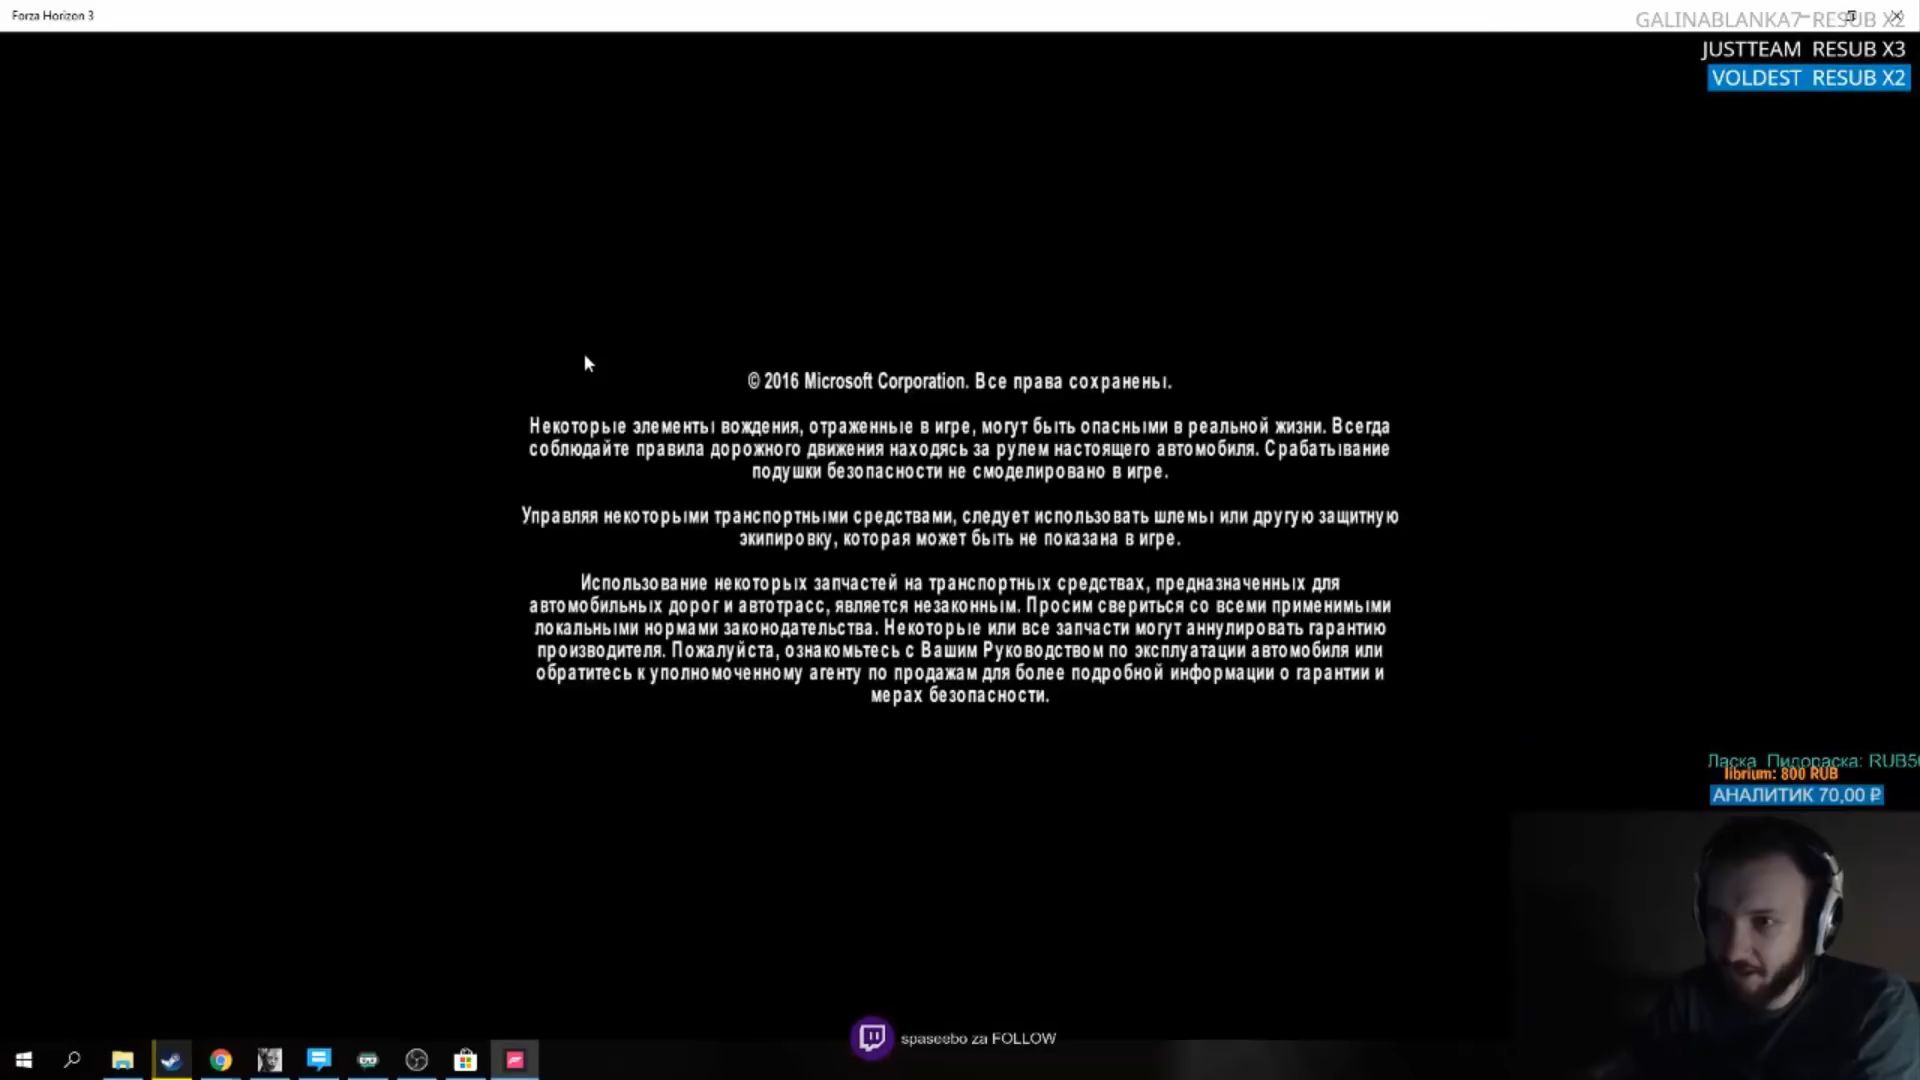 Forza Horizon 3
GALINABLANKA7 RESUB X2
JUSTTEAM RESUB X3
VOLDEST RESUB X2
© 2016 Microsoft Corporation. Все права сохранены.
Некоторые элементы вождения, отраженные в игре, могут быть опасными в реальной жизни. Всегда
соблюдайте правила дорожного движения находясь за рулем настоящего автомобиля. Срабатывание
подушки безопасности не смоделировано в игре.
Управляя некоторыми транспортными средствами, следует использовать шлемы или другую защитную
экипировку, которая может быть не показана в игре.
Использование некоторых запчастей на транспортных средствах, предназначенных для
автомобильных дорог и автотрасс, является незаконным. Просим свериться со всеми применимыми
локальными нормами законодательства. Некоторые или все запчасти могут аннулировать гарантию
производителя. Пожалуйста, ознакомьтесь с Вашим Руководством по эксплуатации автомобиля или
обратитесь к уполномоченному агенту по продажам для более подробной информации о гарантии и
мерах безопасности.
Ласка_Пидораска: RUB5
librium: 800 RUB
АНАЛИТИК 70,00 ₽
spaseebo za FOLLOW